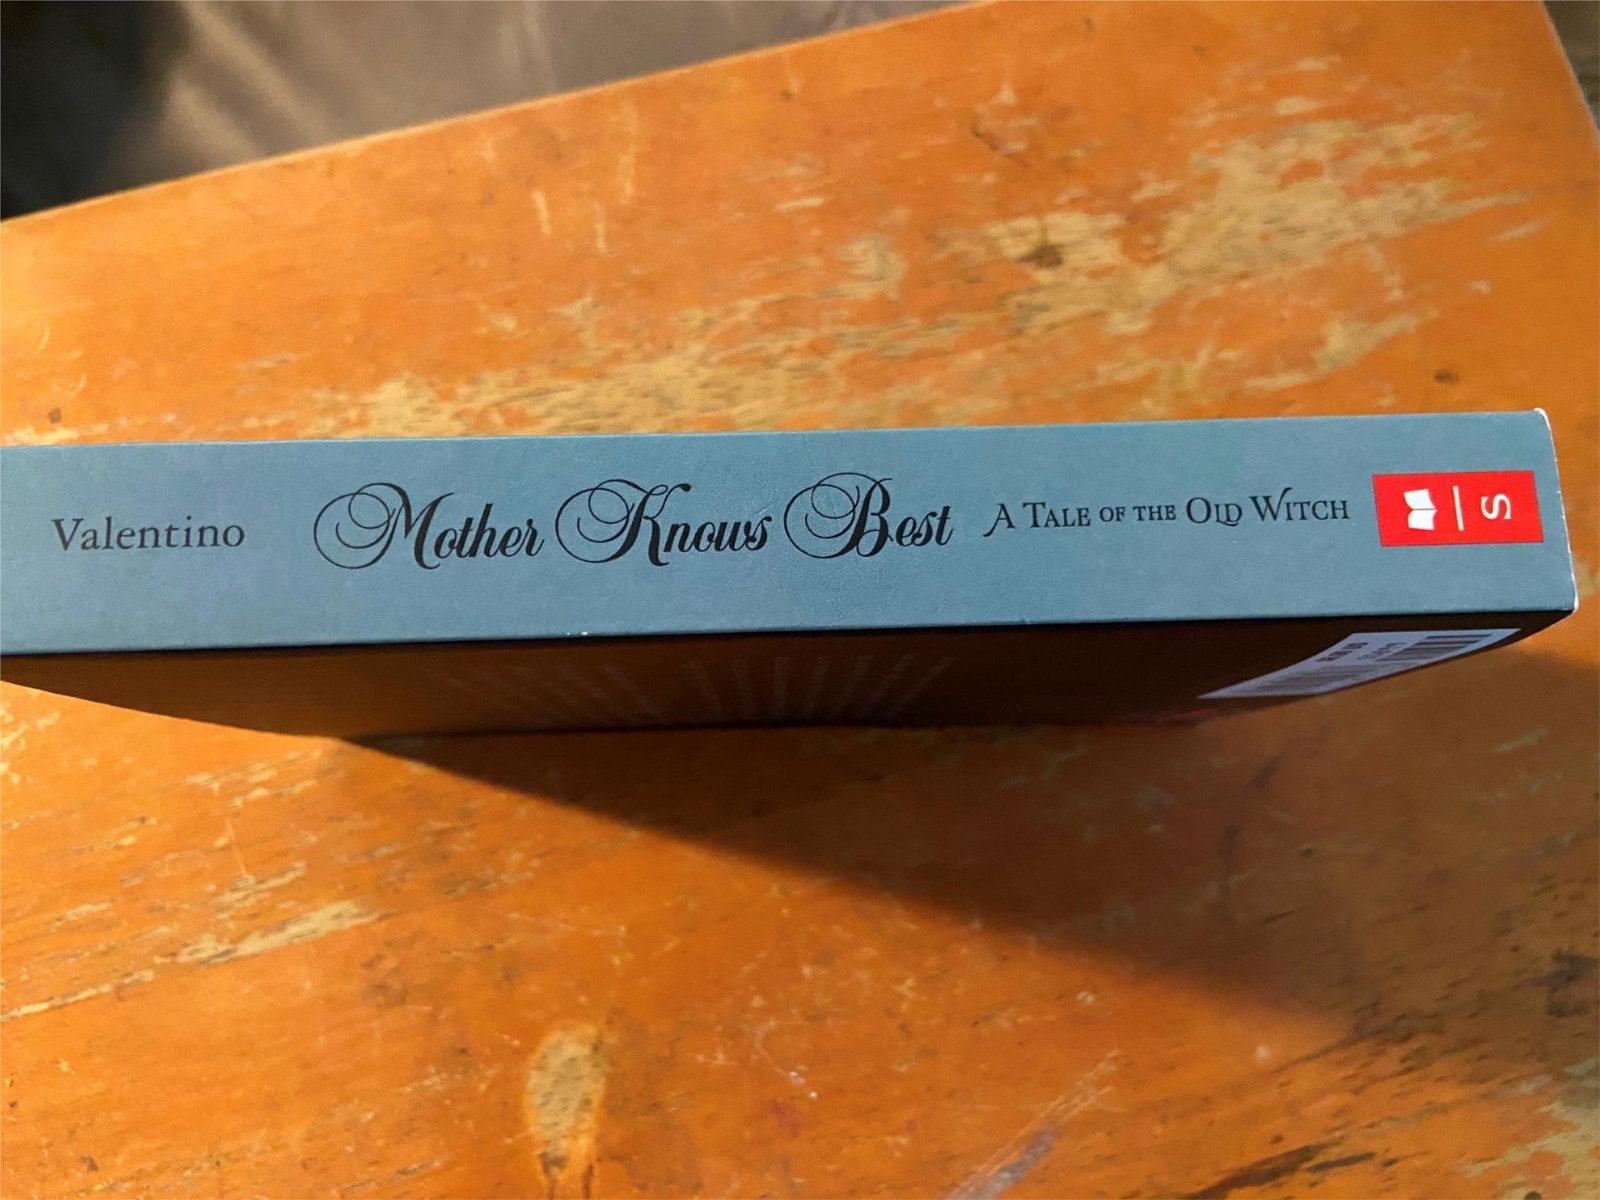 Valentino Mother Knows Best A TALE OF THE OLD WITCH S